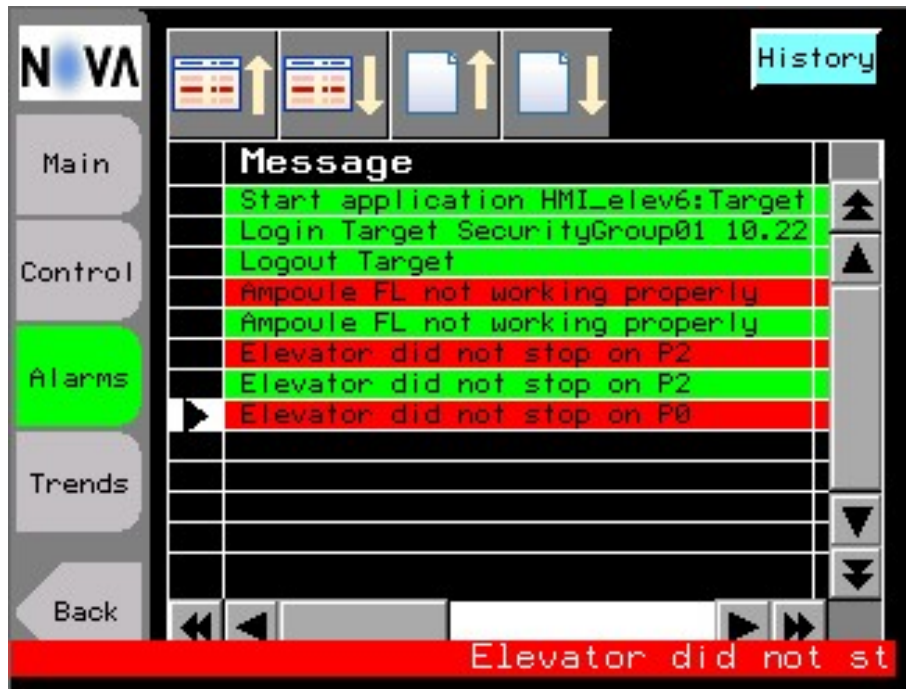 NOVA
History
Main
Control
Alarms
Trends
Back
Message
Start application HMI_elev6:Target
Login Target SecurityGroup01 10.22
Logout Target
Ampoule FL not working properly
Ampoule FL not working properly
Elevator did not stop on P2
Elevator did not stop on P2
Elevator did not stop on P0
Elevator did not st